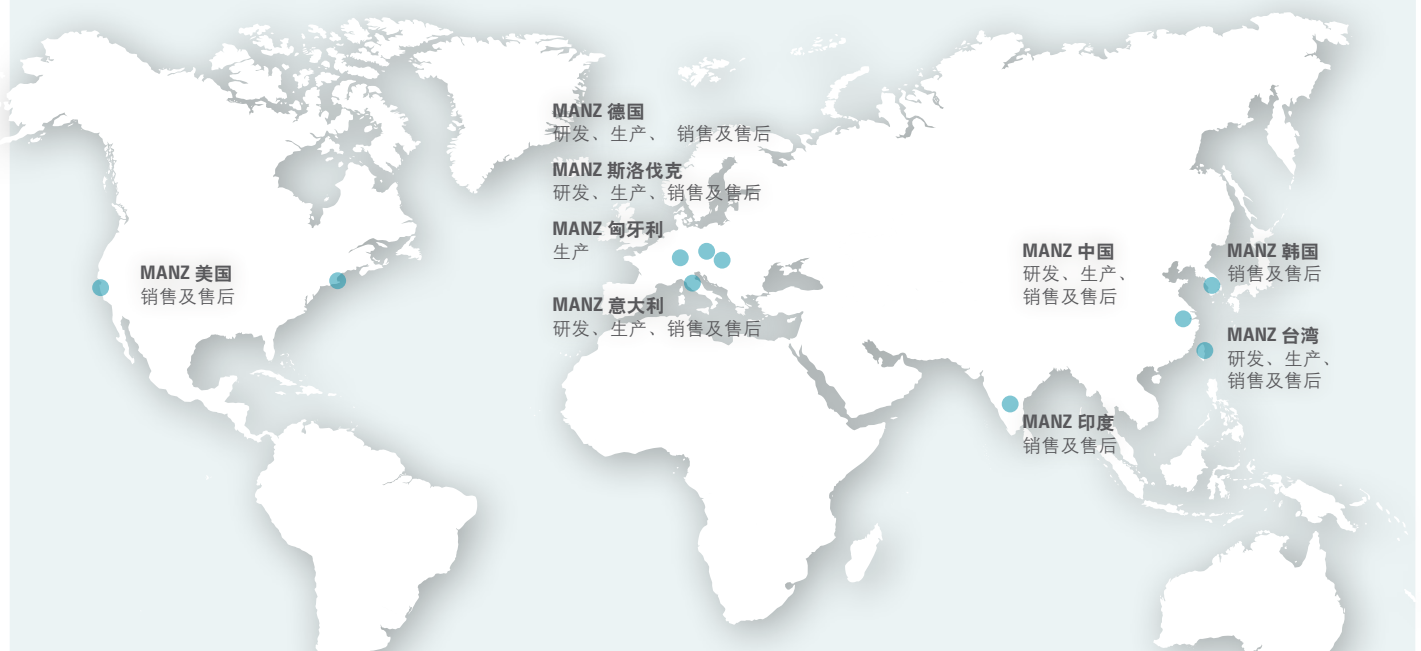 MANZ 德国
研发、生产、 销售及售后
MANZ 斯洛伐克
研发、生产、销售及售后
MANZ 匈牙利
生产
MANZ 意大利
研发、生产、销售及售后
MANZ 美国
销售及售后
MANZ 中国
研发、生产、
销售及售后
MANZ 韩国
销售及售后
MANZ 台湾
研发、生产、
销售及售后
MANZ 印度
销售及售后